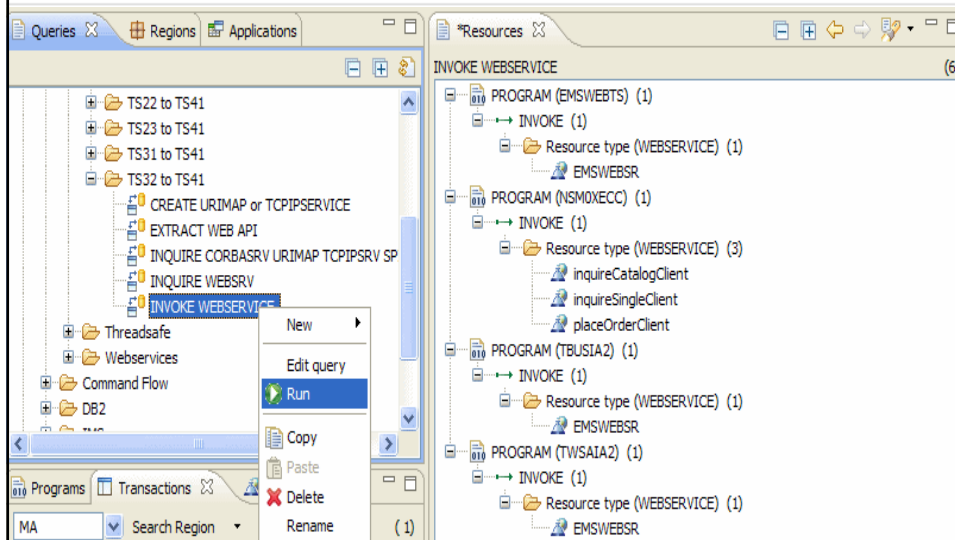 Queries Regions Applications
TS22 to TS41
TS23 to TS41
TS31 to TS41
TS32 to TS41
CREATE URIMAP or TCPIPSERVICE
EXTRACT WEB API
INQUIRE CORBASRV URIMAP TCPIPSRV SP
INQUIRE WEBSRV
INVOKE WEBSERVICE
Threadsafe
Webservices
Command Flow
DB2
New
Edit query
Run
Copy
Paste
Delete
Rename
Programs Transactions
MA Search Region (1)
*Resources
INVOKE WEBSERVICE (6
PROGRAM (EMSWEBTS) (1)
INVOKE (1)
Resource type (WEBSERVICE) (1)
EMSWEBSR
PROGRAM (NSM0XECC) (1)
INVOKE (1)
Resource type (WEBSERVICE) (3)
inquireCatalogClient
inquireSingleClient
placeOrderClient
PROGRAM (TBUSIA2) (1)
INVOKE (1)
Resource type (WEBSERVICE) (1)
EMSWEBSR
PROGRAM (TWSAIA2) (1)
INVOKE (1)
Resource type (WEBSERVICE) (1)
EMSWEBSR